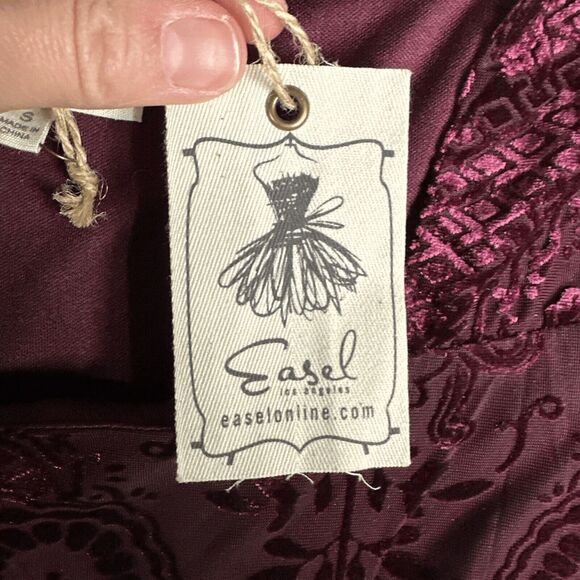 S
MADE IN
CHINA
Easel
los angeles
easelonline.com